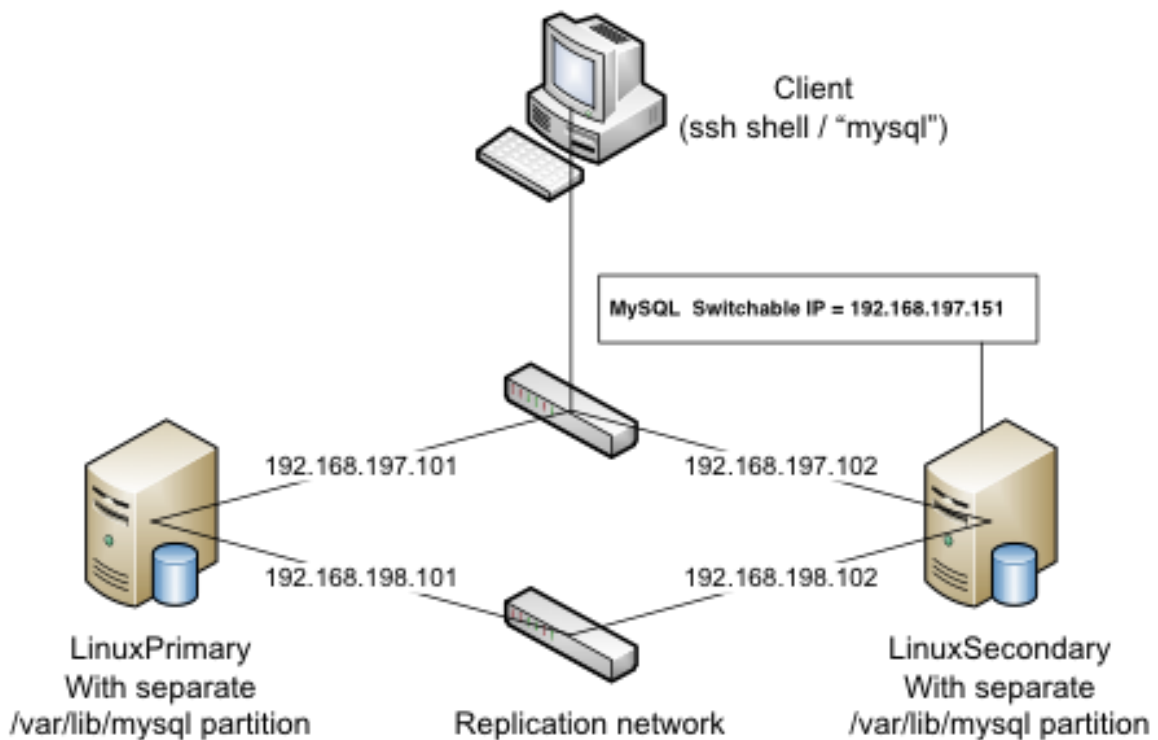 Client
(ssh shell / “mysql”)
MySQL  Switchable IP = 192.168.197.151
192.168.197.101
192.168.197.102
192.168.198.101
192.168.198.102
LinuxPrimary
With separate
/var/lib/mysql partition
Replication network
LinuxSecondary
With separate
/var/lib/mysql partition